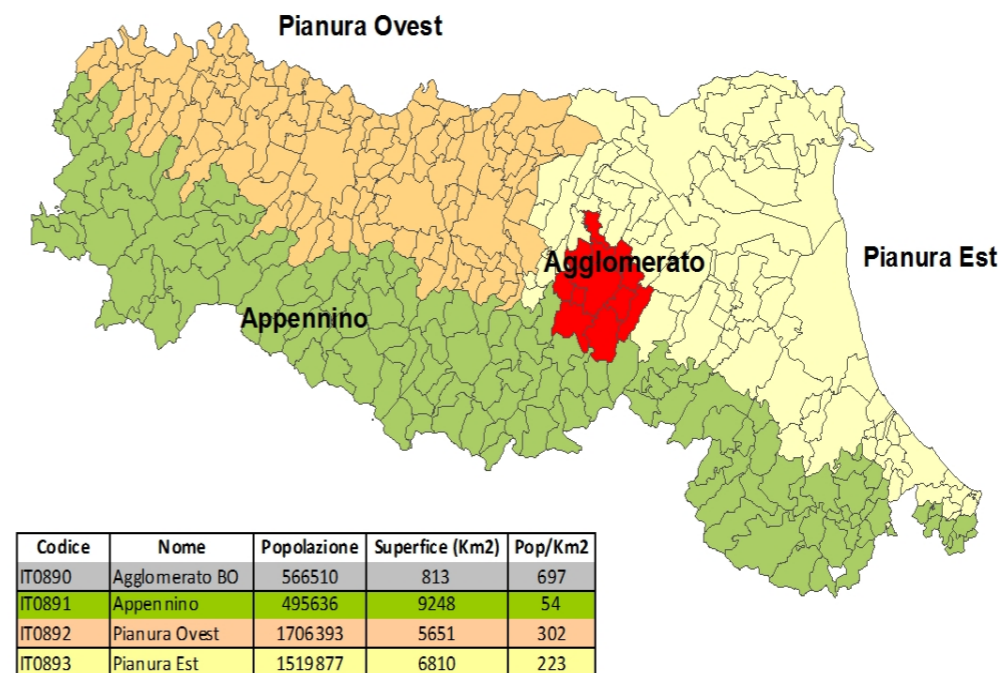 Pianura Ovest
Pianura Est
Agglomerato
Appennino
Codice Nome Popolazione Superfice (Km2) Pop/Km2
IT0890 Agglomerato BO 566510 813 697
IT0891 Appennino 495636 9248 54
IT0892 Pianura Ovest 1706393 5651 302
IT0893 Pianura Est 1519877 6810 223